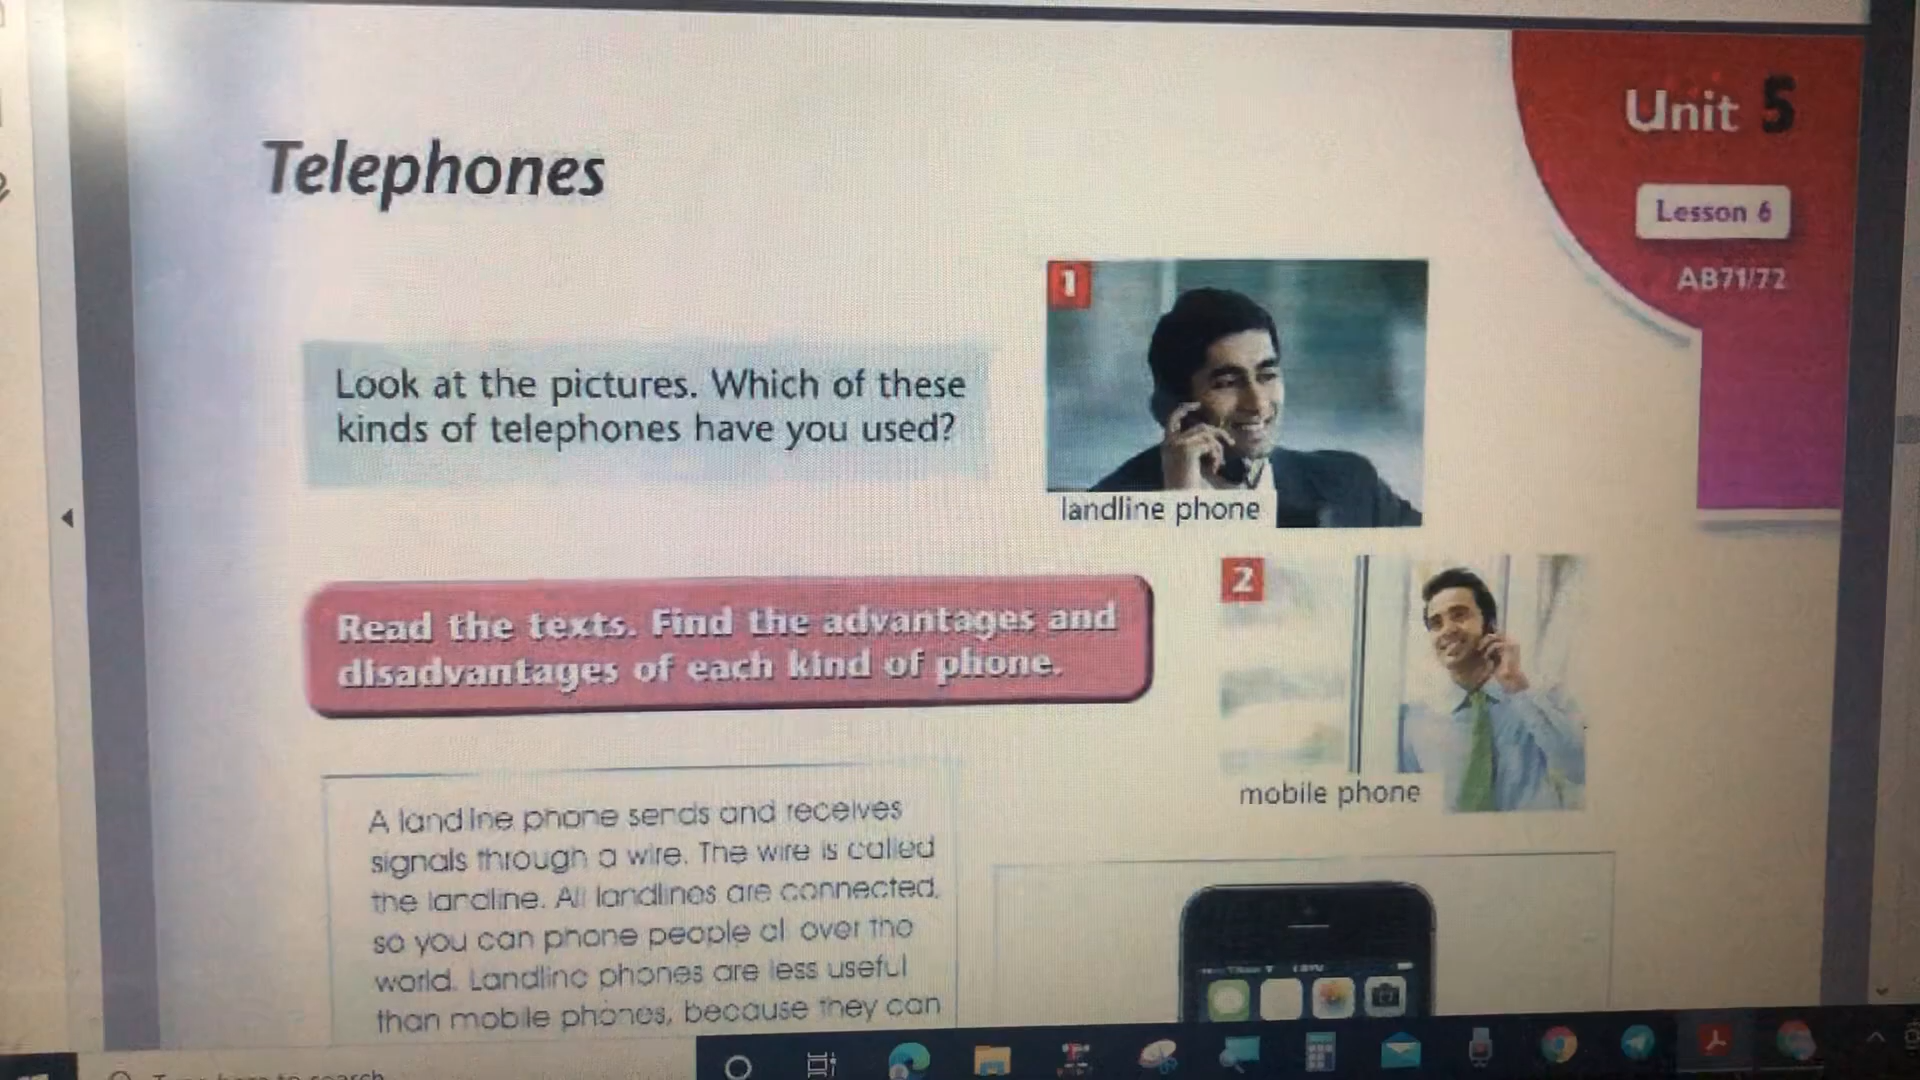 Unit 5
Lesson 6
AB71/72
Telephones
1
Look at the pictures. Which of these
kinds of telephones have you used?
landline phone
2
Read the texts. Find the advantages and
disadvantages of each kind of phone.
mobile phone
A landline phone sends and receives
signals through a wire. The wire is called
the landline. All landlines are connected,
so you can phone people all over the
world. Landline phones are less useful
than mobile phones, because they can